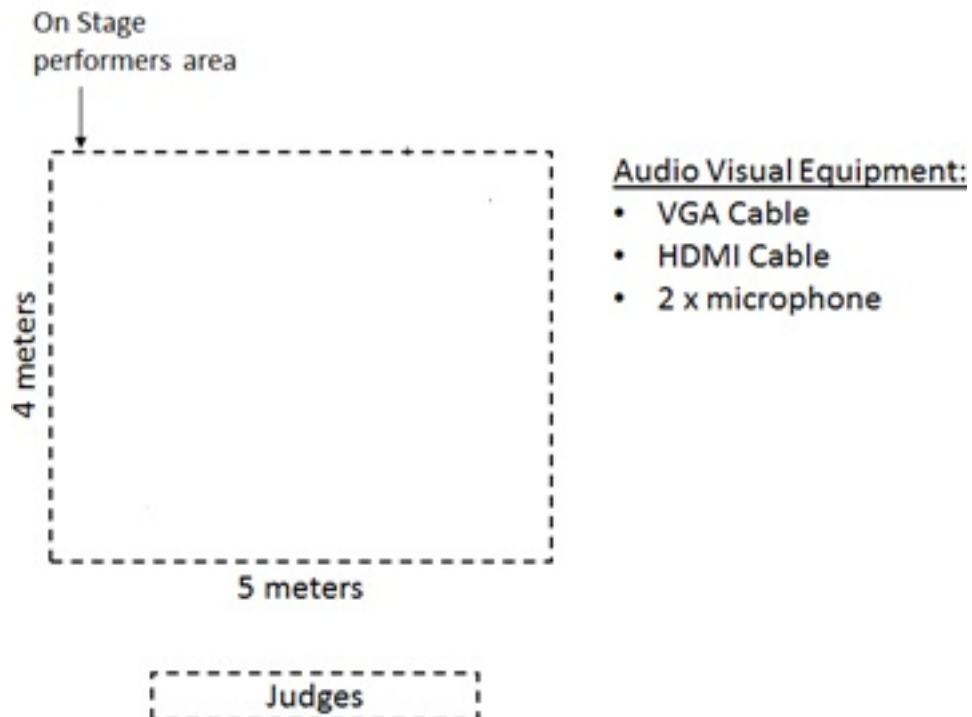 On Stage
performers area
Audio Visual Equipment:
• VGA Cable
• HDMI Cable
• 2 x microphone
4 meters
5 meters
Judges